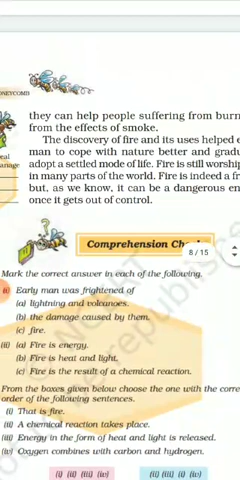 ONEYCOMB
they can help people suffering from burn
from the effects of smoke.
The discovery of fire and its uses helped e
man to cope with nature better and gradu
adopt a settled mode of life. Fire is still worship
in many parts of the world. Fire is indeed a fr
but, as we know, it can be a dangerous en
once it gets out of control.
eal
anage
Comprehension Ch
8 / 15
Mark the correct answer in each of the following.
(i) Early man was frightened of
(a) lightning and volcanoes.
(b) the damage caused by them.
(c) fire.
(ii) (a) Fire is energy.
(b) Fire is heat and light.
(c) Fire is the result of a chemical reaction.
From the boxes given below choose the one with the corre
order of the following sentences.
(i) That is fire.
(ii) A chemical reaction takes place.
(iii) Energy in the form of heat and light is released.
(iv) Oxygen combines with carbon and hydrogen.
(i) (ii) (iii) (iv)
(ii) (iii) (i) (iv)